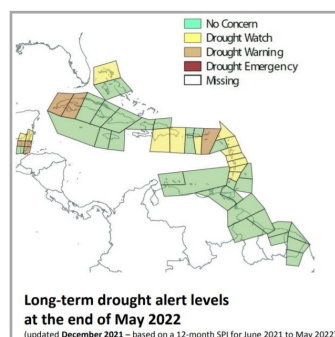 No Concern
Drought Watch
Drought Warning
Drought Emergency
Missing
Long-term drought alert levels
at the end of May 2022
(updated December 2021 – based on a 12-month SPI for June 2021 to May 2022)